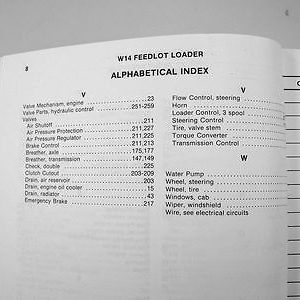 W14 FEEDLOT LOADER
8
ALPHABETICAL INDEX
V
Valve Mechanism, engine 23
Valve Parts, hydraulic control 251-259
Valves
Air Shutoff 211
Air Pressure Protection 211,227
Air Pressure Regulator 211,225
Brake Control 211,213
Breather, axle 175,177
Breather, transmission 147,149
Check, double 225
Clutch Cutout 203-209
Drain, air reservoir 203
Drain, engine oil cooler 15
Drain, radiator 43
Emergency Brake 217
V
Flow Control, steering
Horn
Loader Control, 3 spool
Steering Control
Tire, valve stem
Torque Converter
Transmission Control
W
Water Pump
Wheel, steering
Wheel, tire
Windows, cab
Wiper, windshield
Wire, see electrical circuits